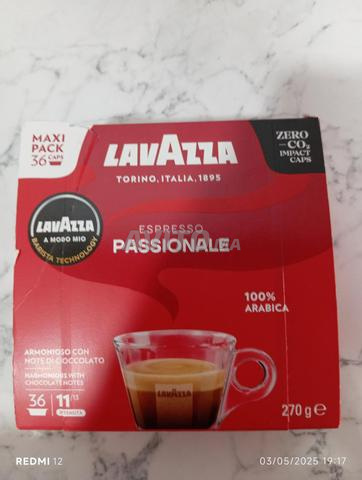 MAXI
PACK
36 CAPS
LAVAZZA
TORINO, ITALIA, 1895
ZERO
CO₂
IMPACT
CAPS
LAVAZZA
A MODO MIO
BARISTA TECHNOLOGY
ESPRESSO
PASSIONALE
100%
ARABICA
ARMONIOSO CON
NOTE DI CIOCCOLATO
HARMONIOUS WITH
CHOCOLATE NOTES
36
11/13
INTENSITÀ
LAVAZZA
270 g e
REDMI 12
03/05/2025 19:17